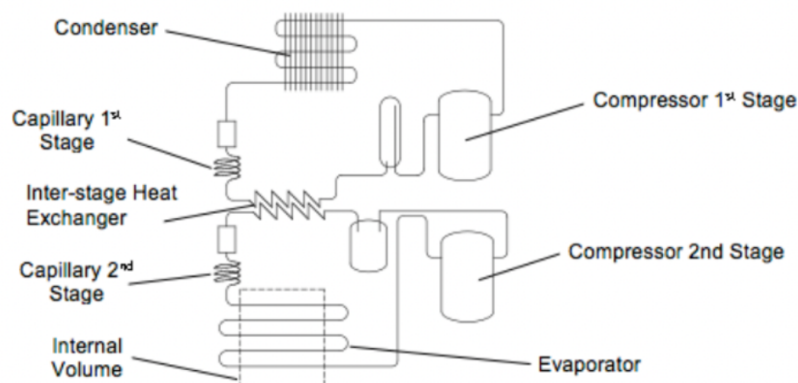 Condenser
Compressor 1st Stage
Capillary 1st
Stage
Inter-stage Heat
Exchanger
Compressor 2nd Stage
Capillary 2nd
Stage
Internal
Volume
Evaporator